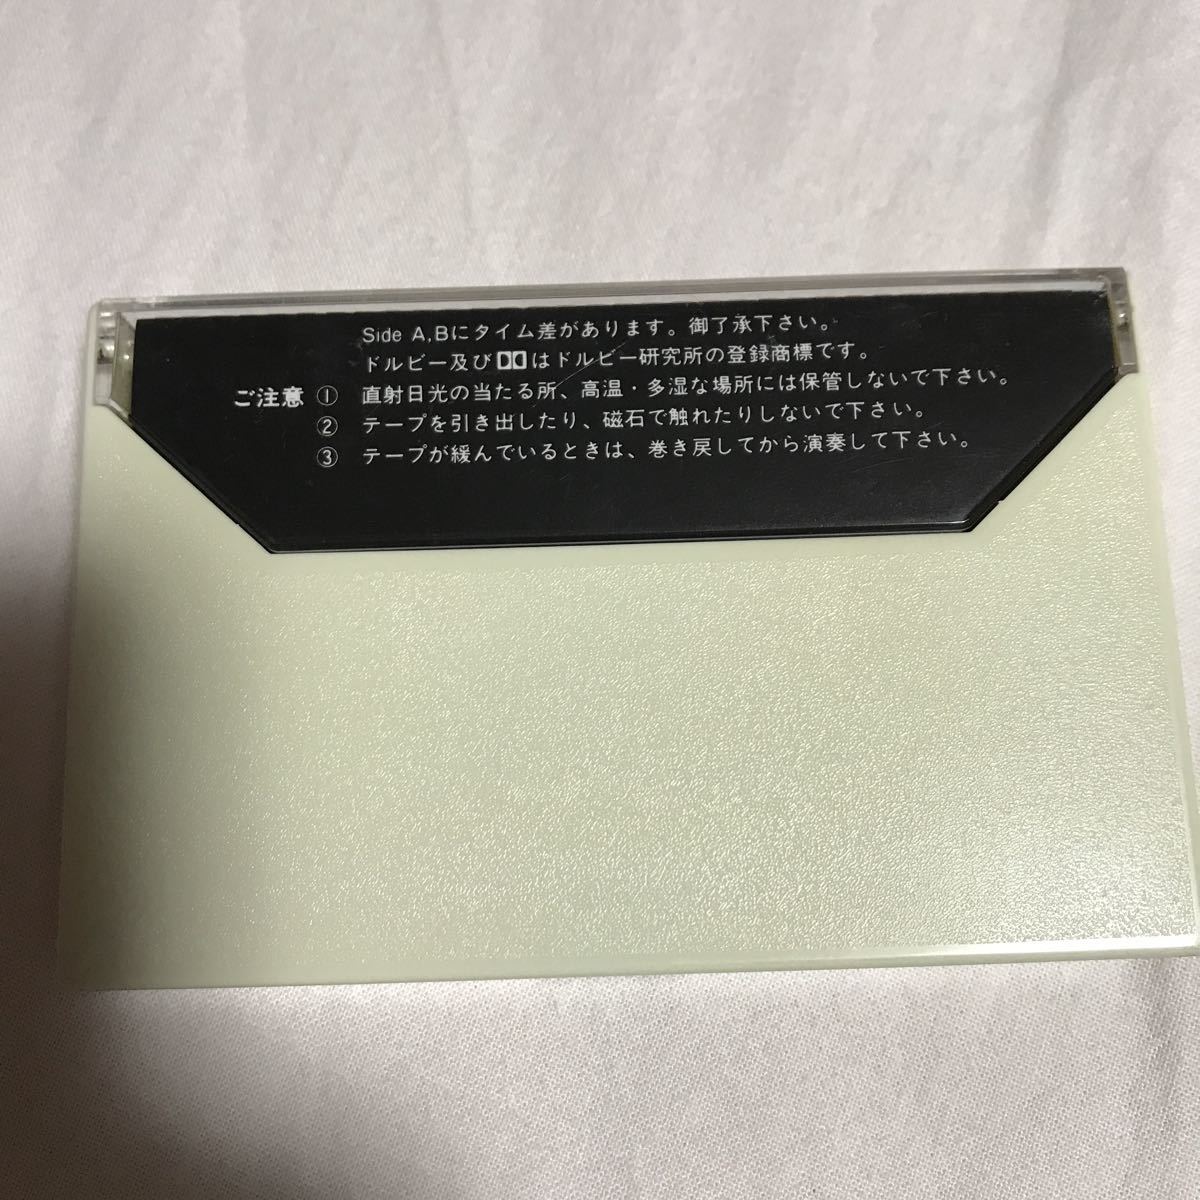 Side A,Bにタイム差があります。御了承下さい。
ドルビー及びはドルビー研究所の登録商標です。
ご注意 ① 直射日光の当たる所、高温・多湿な場所には保管しないで下さい。
② テープを引き出したり、磁石で触れたりしないで下さい。
③ テープが緩んでいるときは、巻き戻してから演奏して下さい。